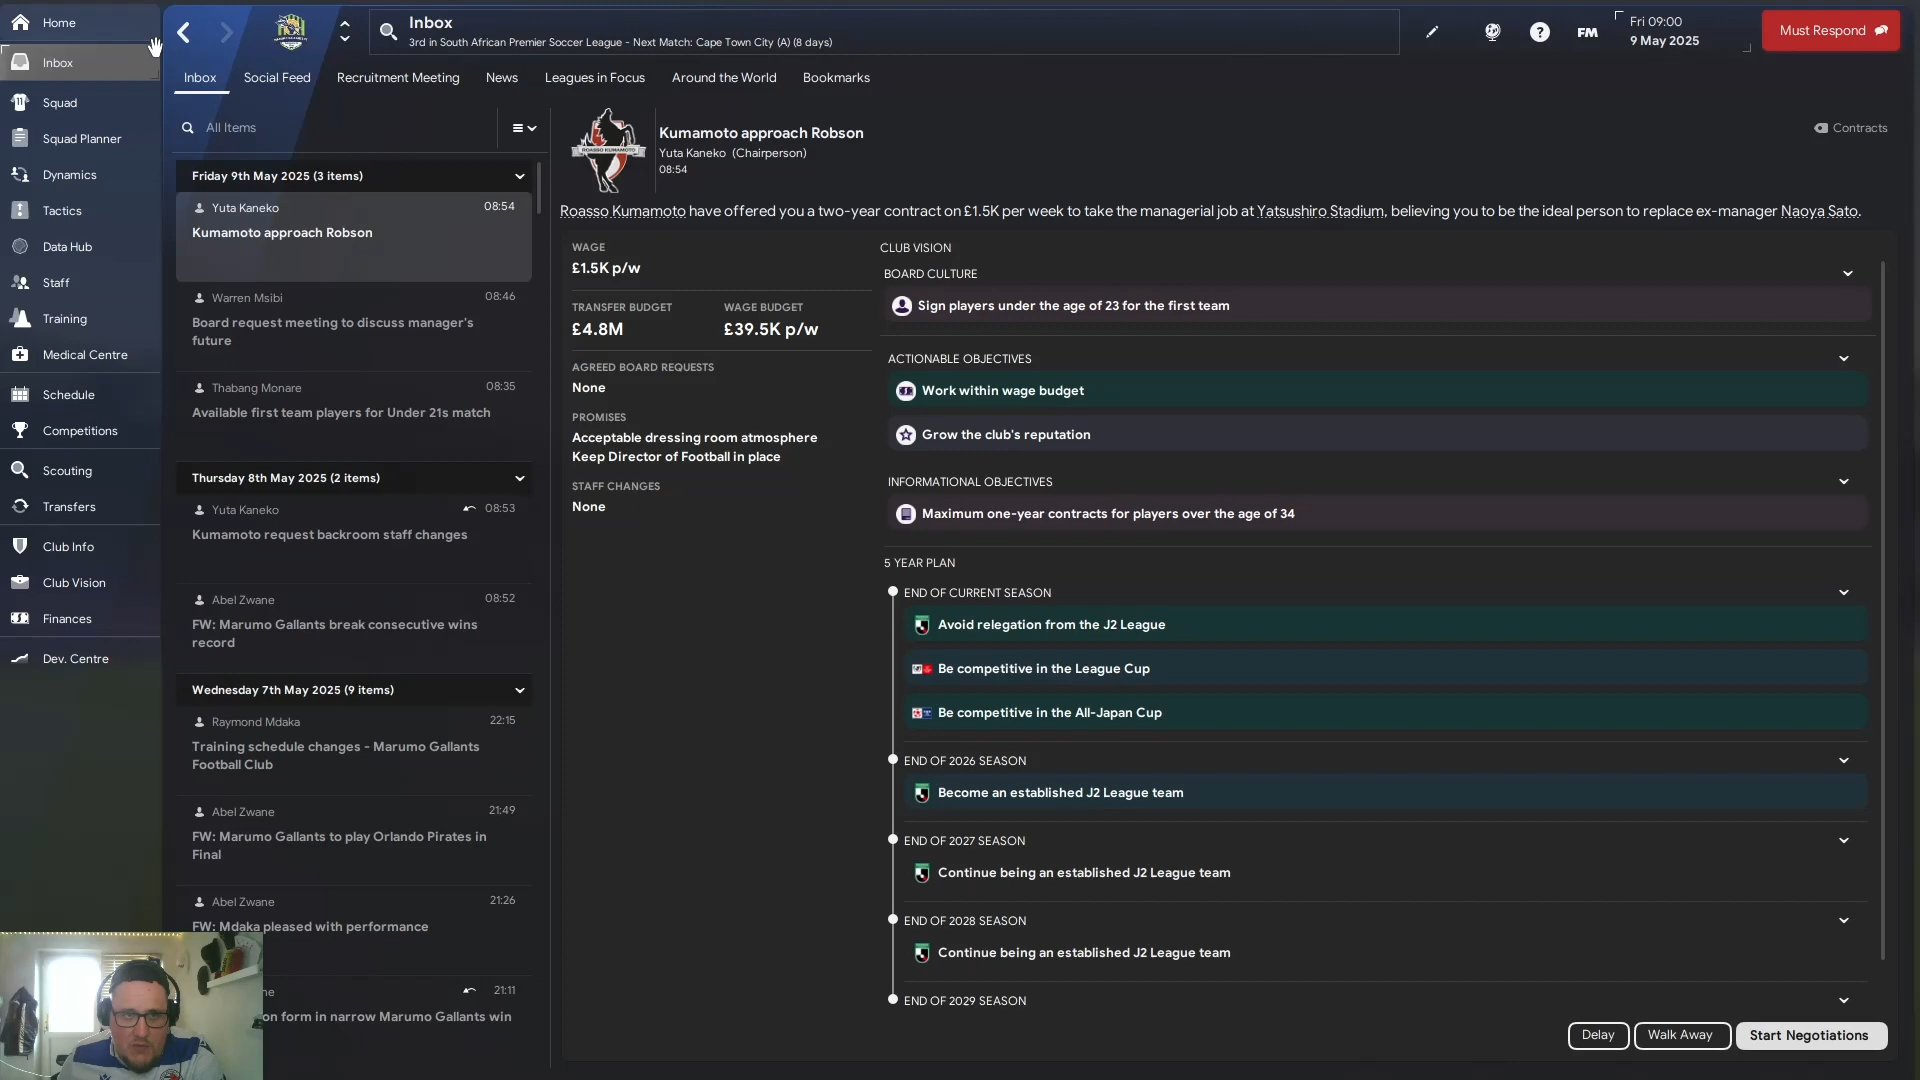 Home
Inbox
Squad
Squad Planner
Dynamics
Tactics
Data Hub
Staff
Training
Medical Centre
Schedule
Competitions
Scouting
Transfers
Club Info
Club Vision
Finances
Dev. Centre
Inbox
3rd in South African Premier Soccer League - Next Match: Cape Town City (A) (8 days)
FM
Fri 09:00
9 May 2025
Must Respond
Inbox Social Feed Recruitment Meeting News Leagues in Focus Around the World Bookmarks
All Items
Friday 9th May 2025 (3 items)
Yuta Kaneko 08:54
Kumamoto approach Robson
Warren Msibi 08:46
Board request meeting to discuss manager's
future
Thabang Monare 08:35
Available first team players for Under 21s match
Thursday 8th May 2025 (2 items)
Yuta Kaneko 08:53
Kumamoto request backroom staff changes
Abel Zwane 08:52
FW: Marumo Gallants break consecutive wins
record
Wednesday 7th May 2025 (9 items)
Raymond Mdaka 22:15
Training schedule changes - Marumo Gallants
Football Club
Abel Zwane 21:49
FW: Marumo Gallants to play Orlando Pirates in
Final
Abel Zwane 21:26
FW: Mdaka pleased with performance
ne 21:11
on form in narrow Marumo Gallants win
ROASSO KUMAMOTO
Kumamoto approach Robson
Yuta Kaneko (Chairperson)
08:54
Contracts
Roasso Kumamoto have offered you a two-year contract on £1.5K per week to take the managerial job at Yatsushiro Stadium, believing you to be the ideal person to replace ex-manager Naoya Sato.
WAGE
£1.5K p/w
TRANSFER BUDGET WAGE BUDGET
£4.8M £39.5K p/w
AGREED BOARD REQUESTS
None
PROMISES
Acceptable dressing room atmosphere
Keep Director of Football in place
STAFF CHANGES
None
CLUB VISION
BOARD CULTURE
Sign players under the age of 23 for the first team
ACTIONABLE OBJECTIVES
Work within wage budget
Grow the club's reputation
INFORMATIONAL OBJECTIVES
Maximum one-year contracts for players over the age of 34
5 YEAR PLAN
END OF CURRENT SEASON
Avoid relegation from the J2 League
Be competitive in the League Cup
Be competitive in the All-Japan Cup
END OF 2026 SEASON
Become an established J2 League team
END OF 2027 SEASON
Continue being an established J2 League team
END OF 2028 SEASON
Continue being an established J2 League team
END OF 2029 SEASON
Delay Walk Away Start Negotiations